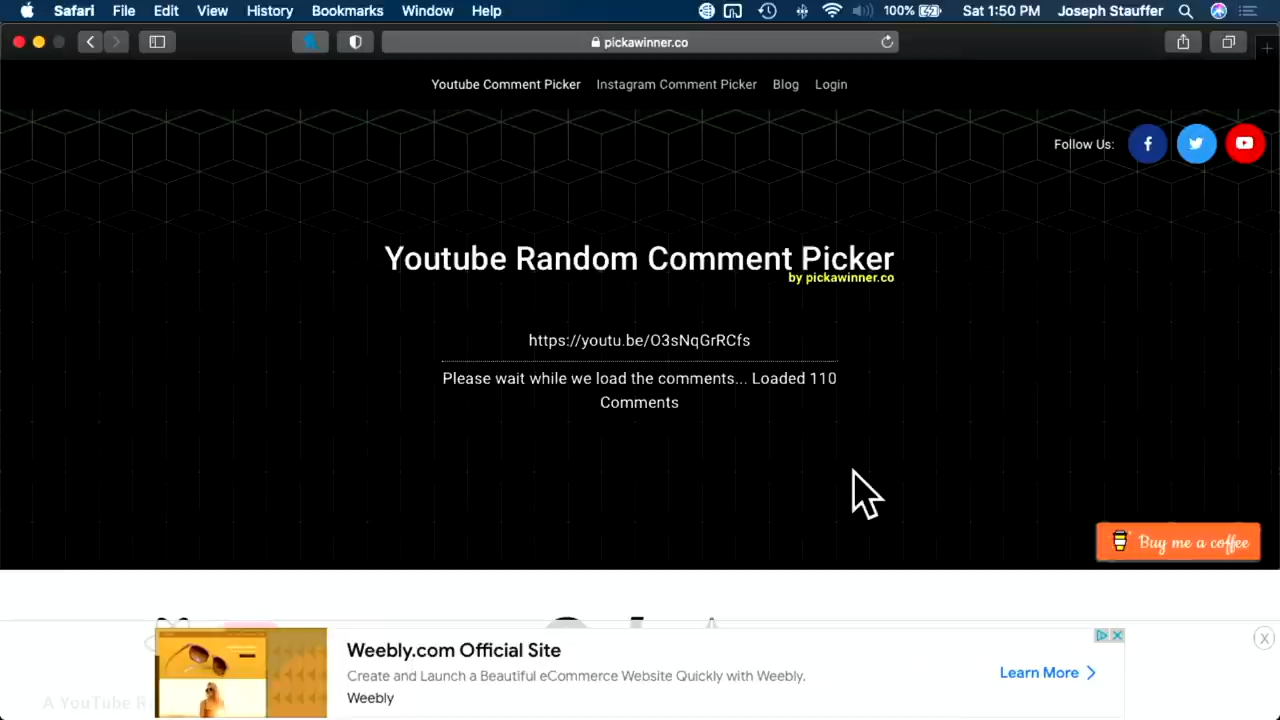 Safari File Edit View History Bookmarks Window Help 100% Sat 1:50 PM Joseph Stauffer
pickawinner.co
Youtube Comment Picker Instagram Comment Picker Blog Login
Follow Us:
Youtube Random Comment Picker
by pickawinner.co
https://youtu.be/O3sNqGrRCfs
Please wait while we load the comments... Loaded 110
Comments
Buy me a coffee
Weebly.com Official Site
Create and Launch a Beautiful eCommerce Website Quickly with Weebly.
Weebly
Learn More
X
A YouTube R